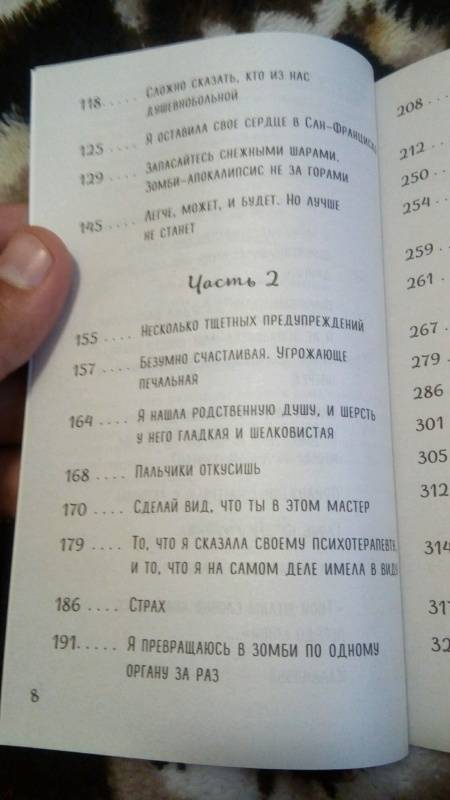 118..... Сложно сказать, кто из нас
душевнобольной
125..... Я оставила свое сердце в Сан-Франциско
129..... Запасайтесь снежными шарами.
Зомби-апокалипсис не за горами
145..... Легче, может, и будет. Но лучше
не станет
Часть 2
155..... Несколько тщетных предупреждений
157..... Безумно счастливая. Угрожающе
печальная
164.... Я нашла родственную душу, и шерсть
у него гладкая и шелковистая
168.... Пальчики откусишь
170.... Сделай вид, что ты в этом мастер
179.... То, что я сказала своему психотерапевту,
и то, что я на самом деле имела в виду
186.... Страх
191..... Я превращаюсь в зомби по одному
органу за раз
8
208...
212
250
254
259
261
267
279
286
301
305
312
314
317